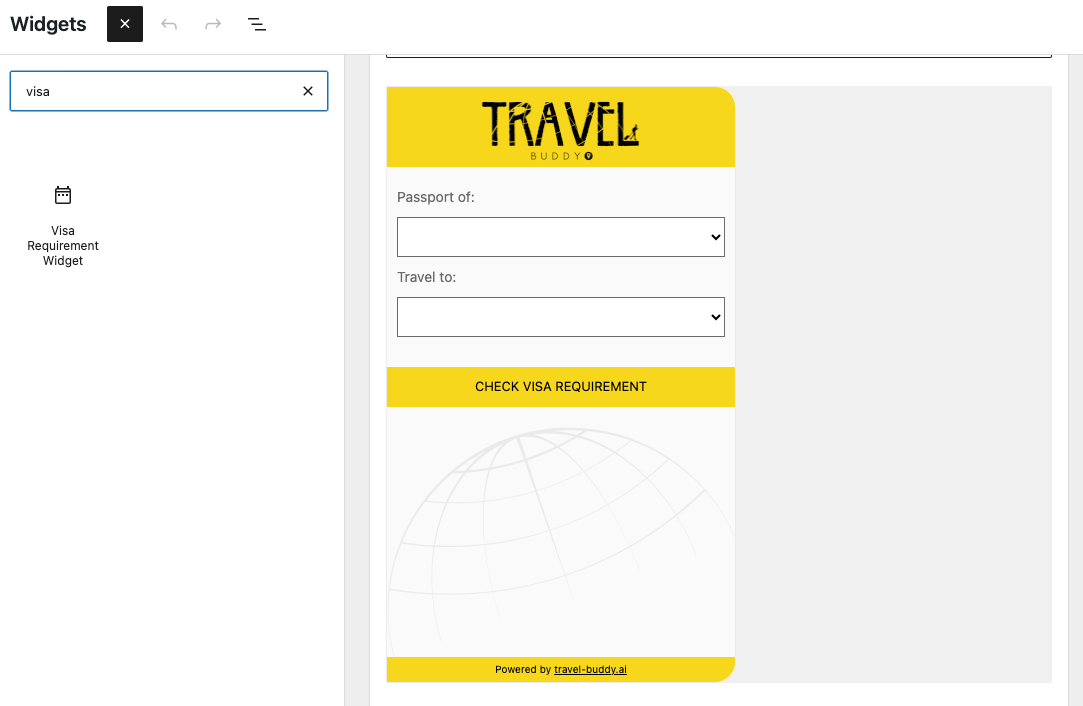 Widgets
visa
Visa
Requirement
Widget
TRAVEL
BUDDY
Passport of:
Travel to:
CHECK VISA REQUIREMENT
Powered by travel-buddy.ai